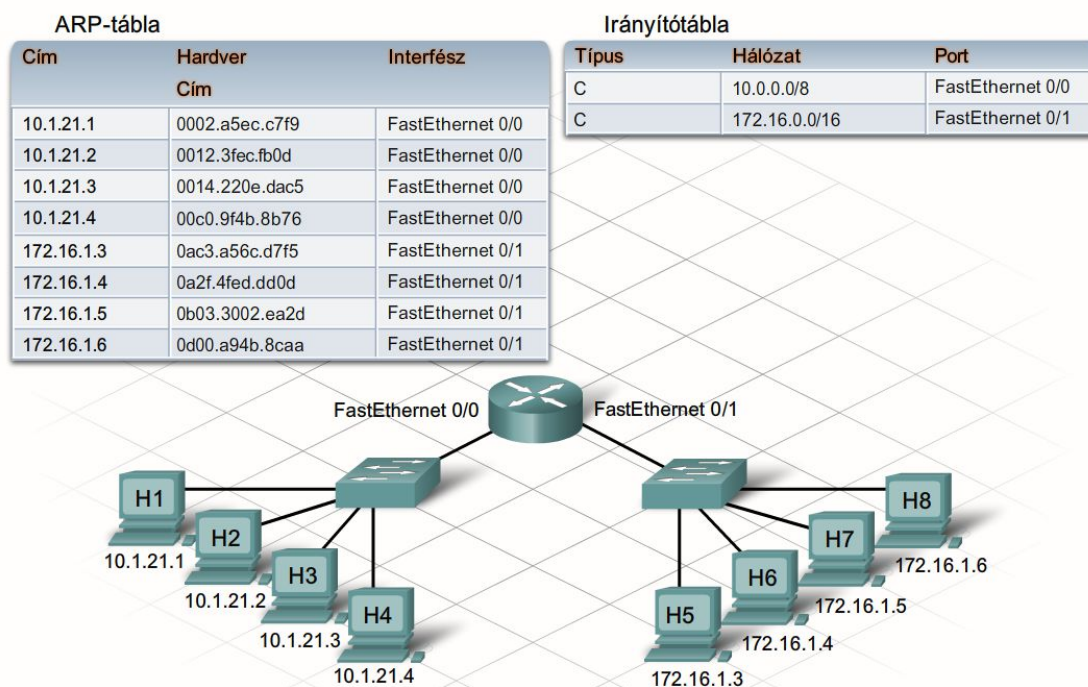 ARP-tábla
Cím Hardver Cím Interfész
10.1.21.1 0002.a5ec.c7f9 FastEthernet 0/0
10.1.21.2 0012.3fec.fb0d FastEthernet 0/0
10.1.21.3 0014.220e.dac5 FastEthernet 0/0
10.1.21.4 00c0.9f4b.8b76 FastEthernet 0/0
172.16.1.3 0ac3.a56c.d7f5 FastEthernet 0/1
172.16.1.4 0a2f.4fed.dd0d FastEthernet 0/1
172.16.1.5 0b03.3002.ea2d FastEthernet 0/1
172.16.1.6 0d00.a94b.8caa FastEthernet 0/1
Irányítótábla
Típus Hálózat Port
C 10.0.0.0/8 FastEthernet 0/0
C 172.16.0.0/16 FastEthernet 0/1
FastEthernet 0/0
FastEthernet 0/1
H1
10.1.21.1
H2
10.1.21.2
H3
10.1.21.3
H4
10.1.21.4
H5
172.16.1.3
H6
172.16.1.4
H7
172.16.1.5
H8
172.16.1.6